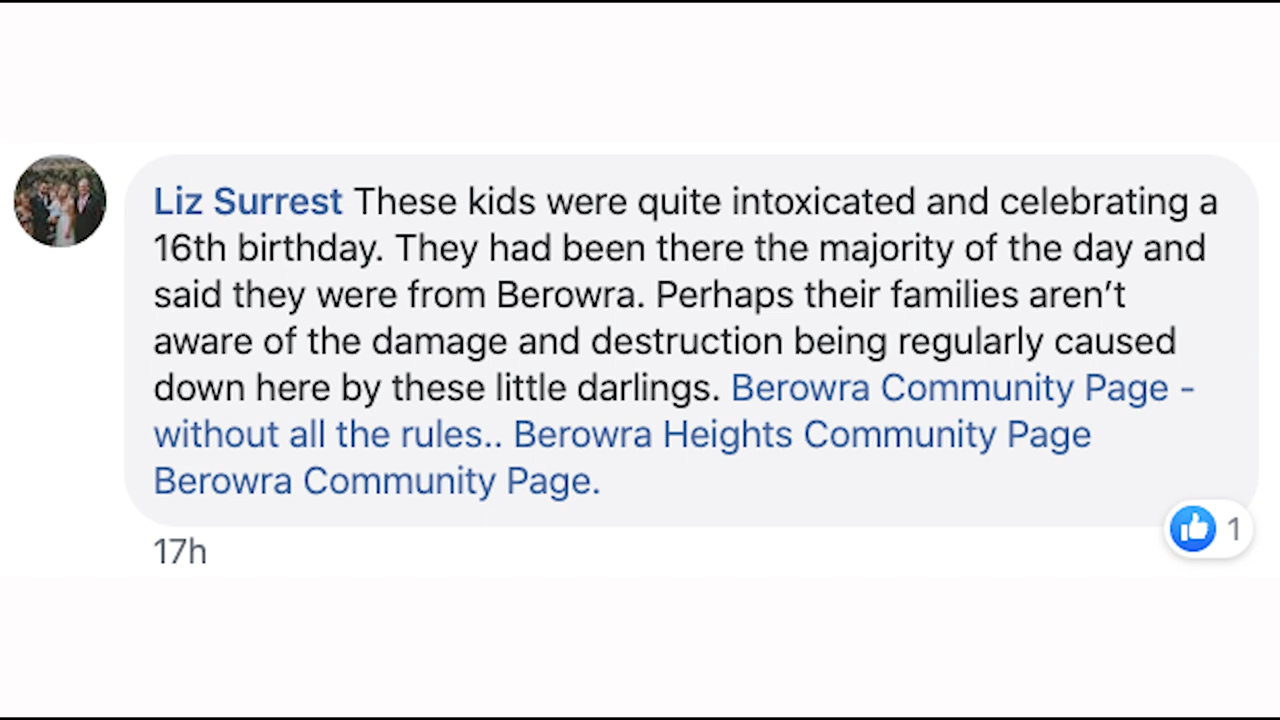 Liz Surrest These kids were quite intoxicated and celebrating a
16th birthday. They had been there the majority of the day and
said they were from Berowra. Perhaps their families aren’t
aware of the damage and destruction being regularly caused
down here by these little darlings. Berowra Community Page -
without all the rules.. Berowra Heights Community Page
Berowra Community Page.
1
17h